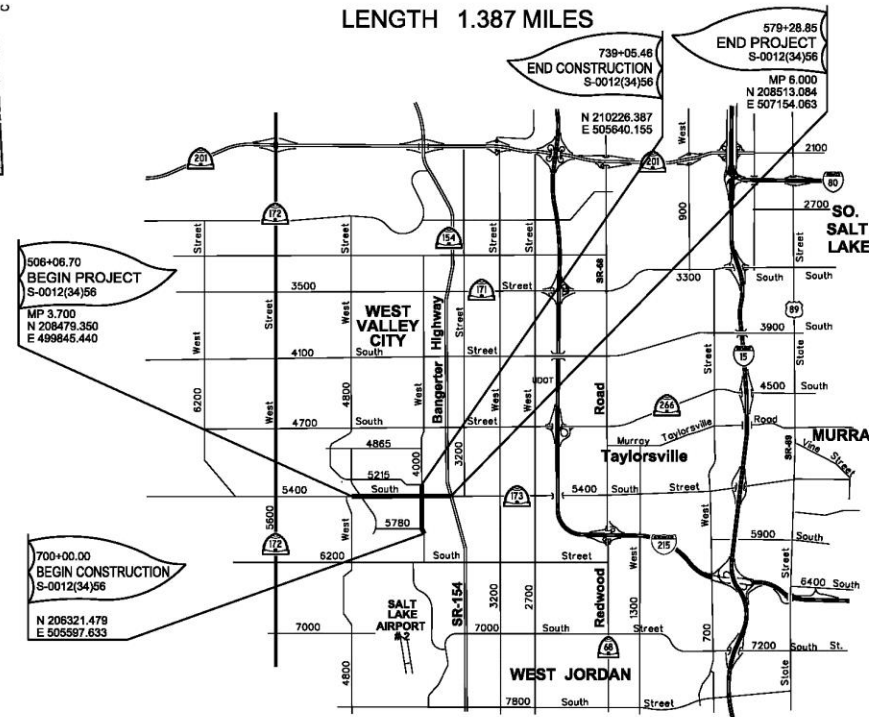 LENGTH 1.387 MILES
579+28.85
END PROJECT
S-0012(34)56
MP 6.000
N 208513.084
E 507154.063
739+05.46
END CONSTRUCTION
S-0012(34)56
N 210226.387
E 505640.155
506+06.70
BEGIN PROJECT
S-0012(34)56
MP 3.700
N 208479.350
E 499845.440
700+00.00
BEGIN CONSTRUCTION
S-0012(34)56
N 206321.479
E 505597.633
201
201
2100
80
West
900
2700
172
154
Street
Street
Street
Street
Street
SO.
SALT
LAKE
Street
SR-68
171
3500
Street
3300 South South
WEST
VALLEY
CITY
Bangerter Highway
Street
89
3900 South
15
State
West
6200
4100 South Street
4800
West
West
West
UDOT
Road
266
4500 South
4700 South Street
4865
4000
3200
Murray Taylorsville Road
Taylorsville
MURRA
SR-89
Vine Street
5215
5400 South
173
5400 South Street
5600
West
5780
172
6200 South Street
215
West
West
5900 South
Street
6400 South
SALT
LAKE
AIRPORT
# 2
SR-154
3200
2700
Redwood
1300
700
7000
7000 South Street
68
7200 South St.
4800
WEST JORDAN
State
7800 South Street